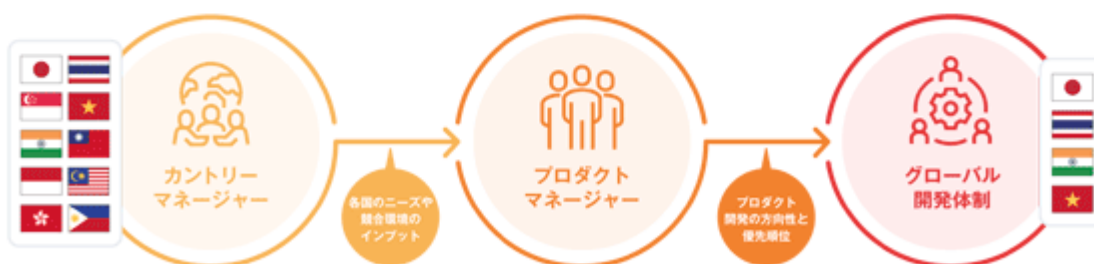 カントリー
マネージャー
各国のニーズや
競合環境の
インプット
プロダクト
マネージャー
プロダクト
開発の方向性と
優先順位
グローバル
開発体制